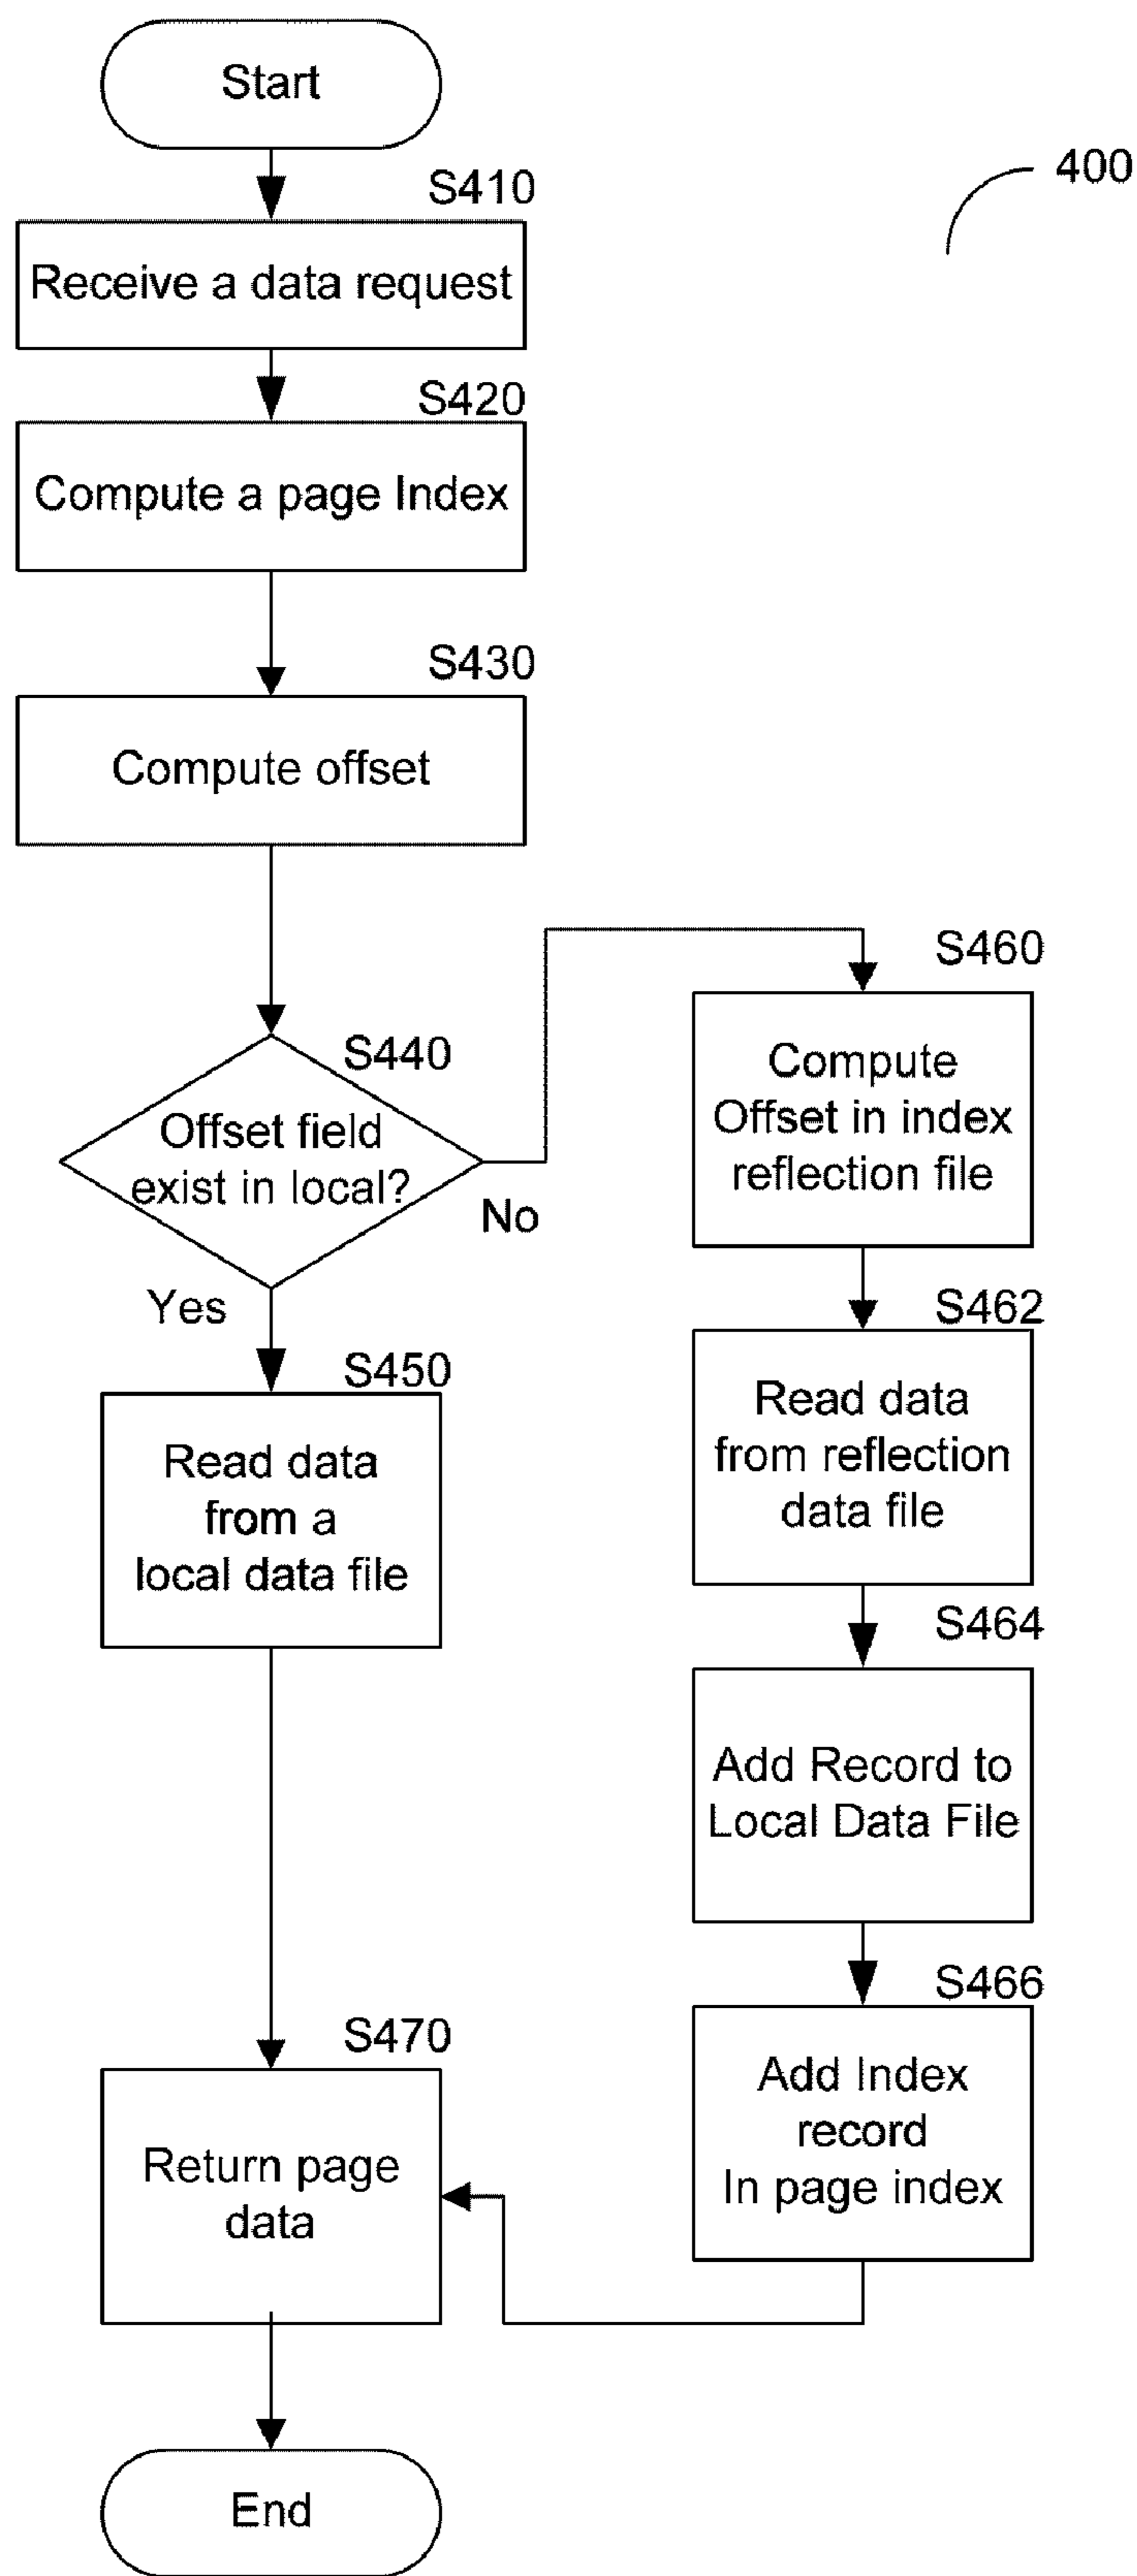 Start
400
S410
Receive a data request
S420
Compute a page Index
S430
Compute offset
S440
Offset field
exist in local?
No
Yes
S450
Read data
from a
local data file
S460
Compute
Offset in index
reflection file
S462
Read data
from reflection
data file
S464
Add Record to
Local Data File
S466
Add Index
record
In page index
S470
Return page
data
End